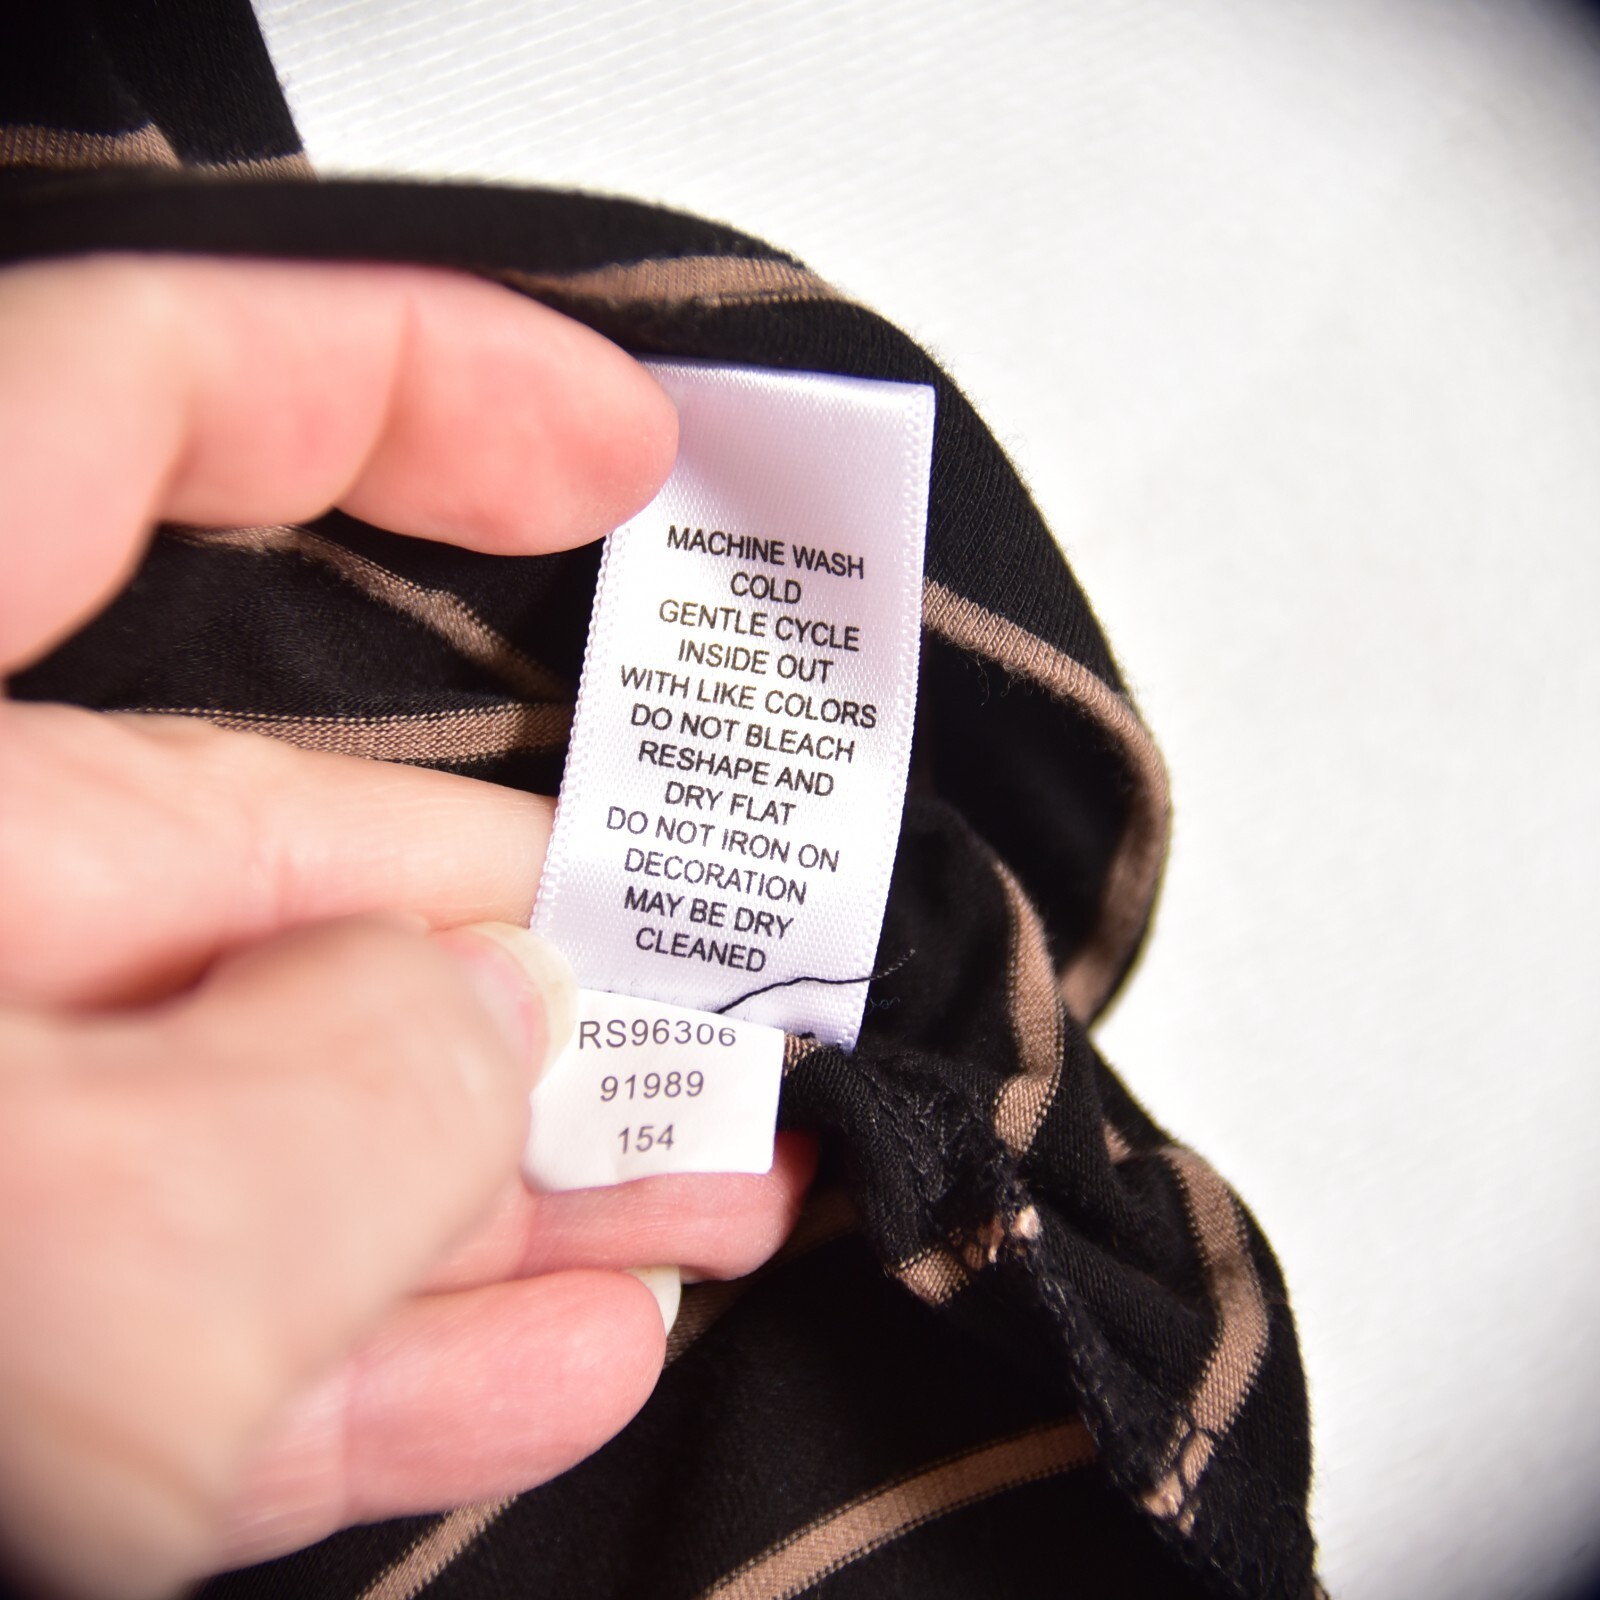 MACHINE WASH
COLD
GENTLE CYCLE
INSIDE OUT
WITH LIKE COLORS
DO NOT BLEACH
RESHAPE AND
DRY FLAT
DO NOT IRON ON
DECORATION
MAY BE DRY
CLEANED
RS96306
91989
154